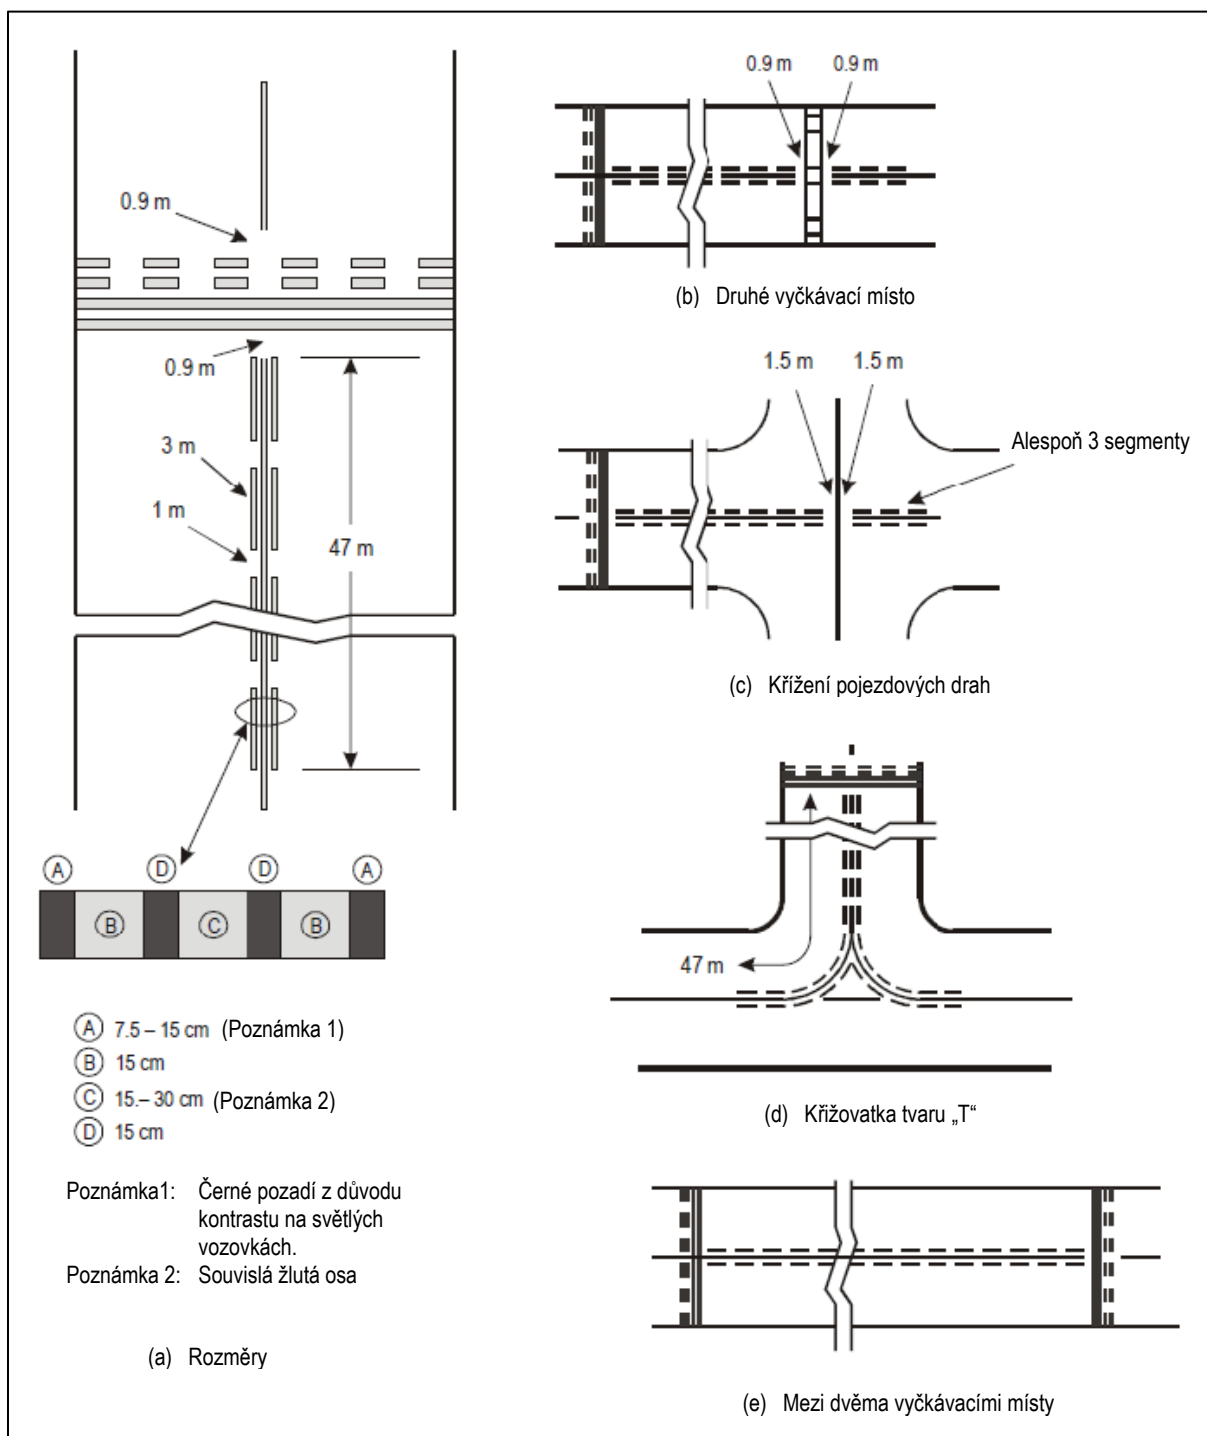 0.9 m
0.9 m
3 m
1 m
47 m
A D D A
B C B
A 7.5 – 15 cm (Poznámka 1)
B 15 cm
C 15.– 30 cm (Poznámka 2)
D 15 cm
Poznámka1: Černé pozadí z důvodu
kontrastu na světlých
vozovkách.
Poznámka 2: Souvislá žlutá osa
(a) Rozměry
0.9 m 0.9 m
(b) Druhé vyčkávací místo
1.5 m 1.5 m
Alespoň 3 segmenty
(c) Křížení pojezdových drah
47 m
(d) Křižovatka tvaru „T“
(e) Mezi dvěma vyčkávacími místy